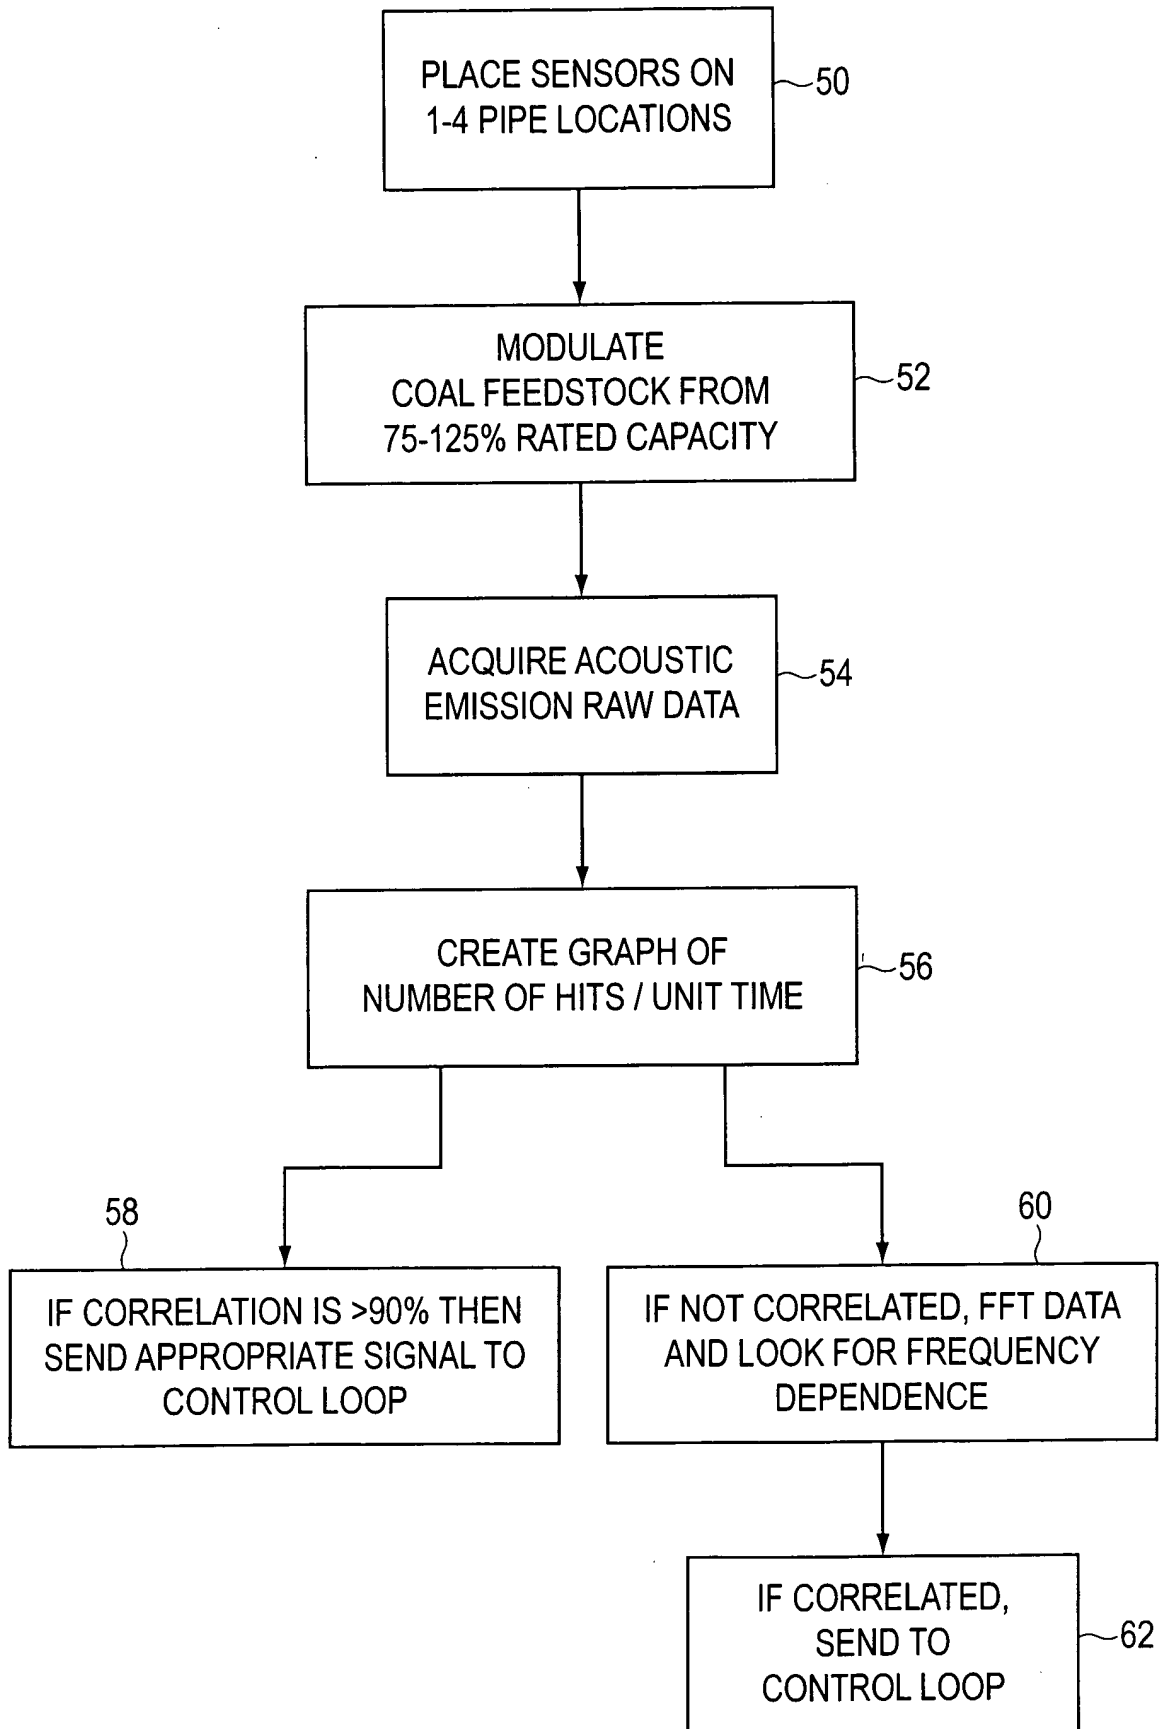 PLACE SENSORS ON
1-4 PIPE LOCATIONS
50
MODULATE
COAL FEEDSTOCK FROM
75-125% RATED CAPACITY
52
ACQUIRE ACOUSTIC
EMISSION RAW DATA
54
CREATE GRAPH OF
NUMBER OF HITS / UNIT TIME
56
58
IF CORRELATION IS >90% THEN
SEND APPROPRIATE SIGNAL TO
CONTROL LOOP
60
IF NOT CORRELATED, FFT DATA
AND LOOK FOR FREQUENCY
DEPENDENCE
IF CORRELATED,
SEND TO
CONTROL LOOP
62